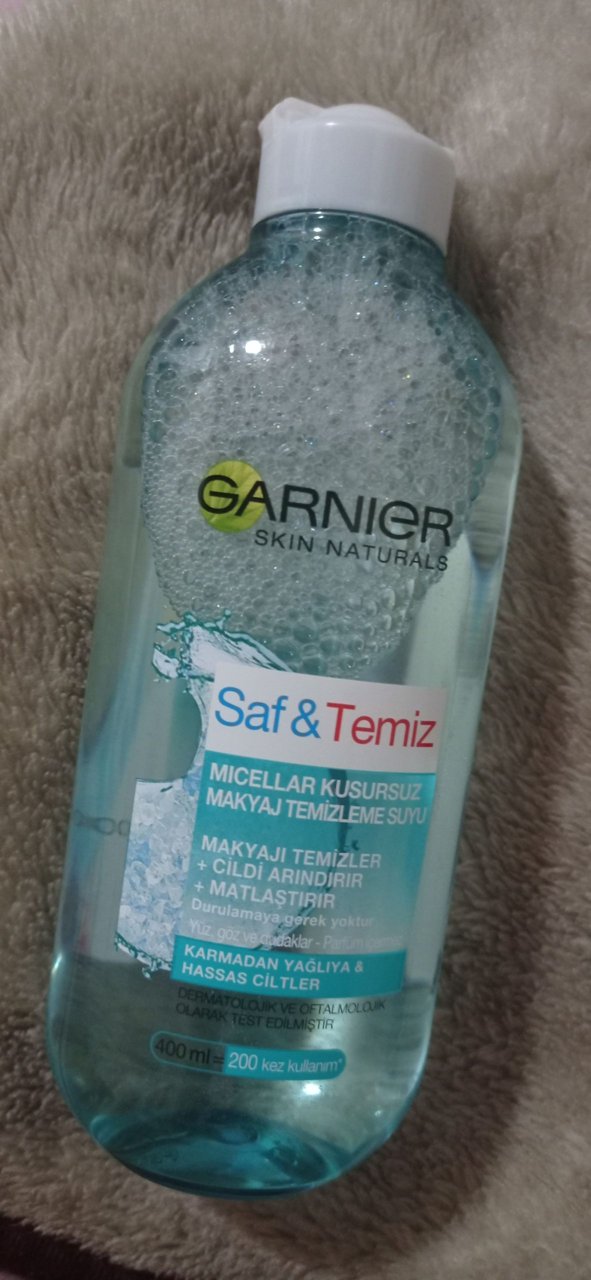 GARNIER
SKIN NATURALS
Saf & Temiz
MICELLAR KUSURSUZ
MAKYAJ TEMİZLEME SUYU
MAKYAJI TEMİZLER
+ CİLDİ ARINDIRIR
+ MATLAŞTIRIR
Durulamaya gerek yoktur
Yüz, göz ve dudaklar - Parfüm içermez
KARMADAN YAĞLIYA &
HASSAS CİLTLER
DERMATOLOJİK VE OFTALMOLOJİK
OLARAK TEST EDİLMİŞTİR
400 ml = 200 kez kullanım*